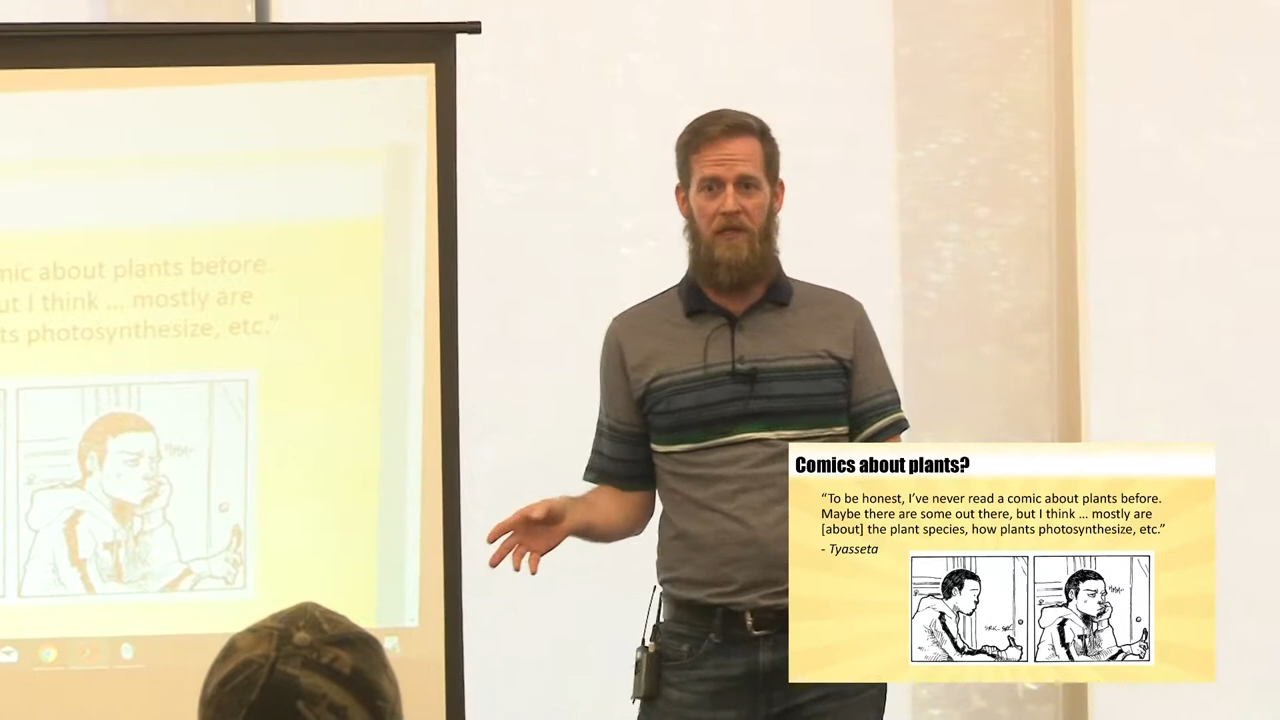 mic about plants before.
ut I think ... mostly are
ts photosynthesize, etc."
Comics about plants?
“To be honest, I’ve never read a comic about plants before.
Maybe there are some out there, but I think ... mostly are
[about] the plant species, how plants photosynthesize, etc.”
- Tyasseta